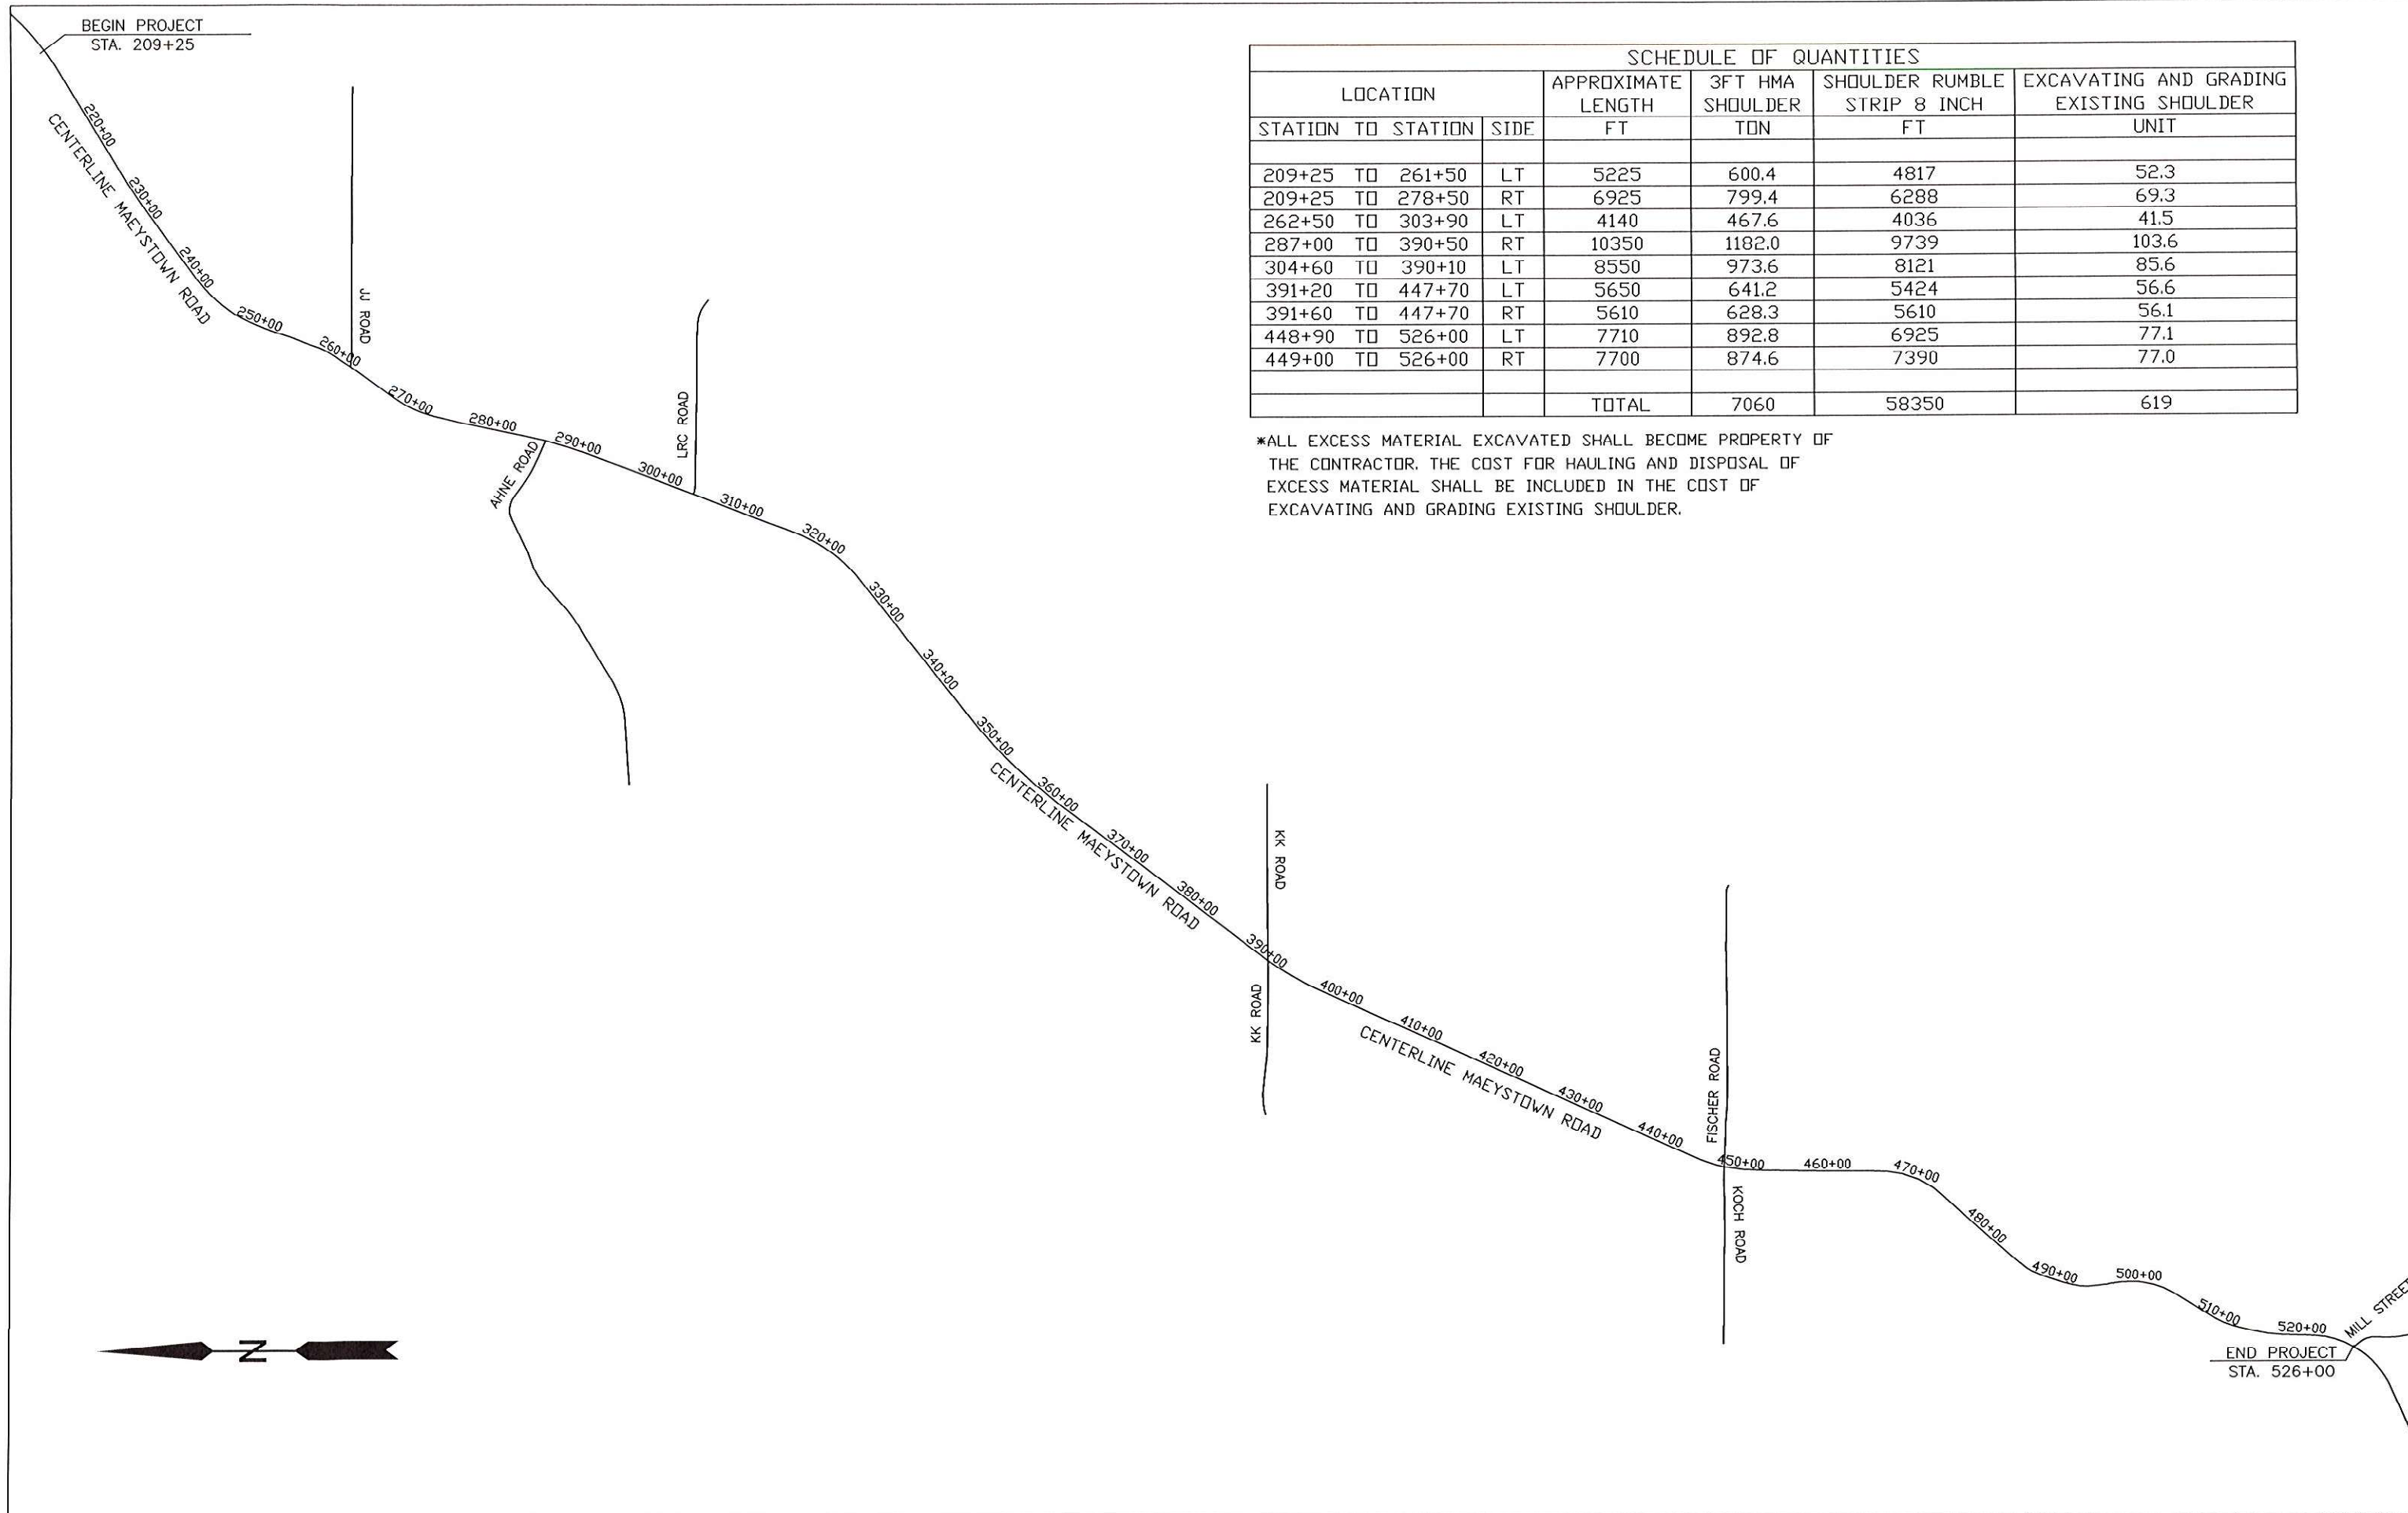 BEGIN PROJECT
STA. 209+25
SCHEDULE OF QUANTITIES
LOCATION
APPROXIMATE LENGTH
3FT HMA SHOULDER
SHOULDER RUMBLE STRIP 8 INCH
EXCAVATING AND GRADING EXISTING SHOULDER
STATION TO STATION SIDE FT TON FT UNIT
209+25 TO 261+50 LT 5225 600.4 4817 52.3
209+25 TO 278+50 RT 6925 799.4 6288 69.3
262+50 TO 303+90 LT 4140 467.6 4036 41.5
287+00 TO 390+50 RT 10350 1182.0 9739 103.6
304+60 TO 390+10 LT 8550 973.6 8121 85.6
391+20 TO 447+70 LT 5650 641.2 5424 56.6
391+60 TO 447+70 RT 5610 628.3 5610 56.1
448+90 TO 526+00 LT 7710 892.8 6925 77.1
449+00 TO 526+00 RT 7700 874.6 7390 77.0
TOTAL 7060 58350 619
*ALL EXCESS MATERIAL EXCAVATED SHALL BECOME PROPERTY OF
THE CONTRACTOR. THE COST FOR HAULING AND DISPOSAL OF
EXCESS MATERIAL SHALL BE INCLUDED IN THE COST OF
EXCAVATING AND GRADING EXISTING SHOULDER.
220+00
CENTERLINE MAEYSTOWN ROAD
230+00
240+00
250+00
JJ ROAD
260+00
270+00
280+00
AHNE ROAD
290+00
LRC ROAD
300+00
310+00
320+00
330+00
340+00
350+00
CENTERLINE MAEYSTOWN ROAD
360+00
370+00
380+00
KK ROAD
390+00
KK ROAD
400+00
410+00
CENTERLINE MAEYSTOWN ROAD
420+00
430+00
440+00
FISCHER ROAD
450+00
KOCH ROAD
460+00
470+00
480+00
490+00
500+00
510+00
520+00
MILL STREET
END PROJECT
STA. 526+00
N